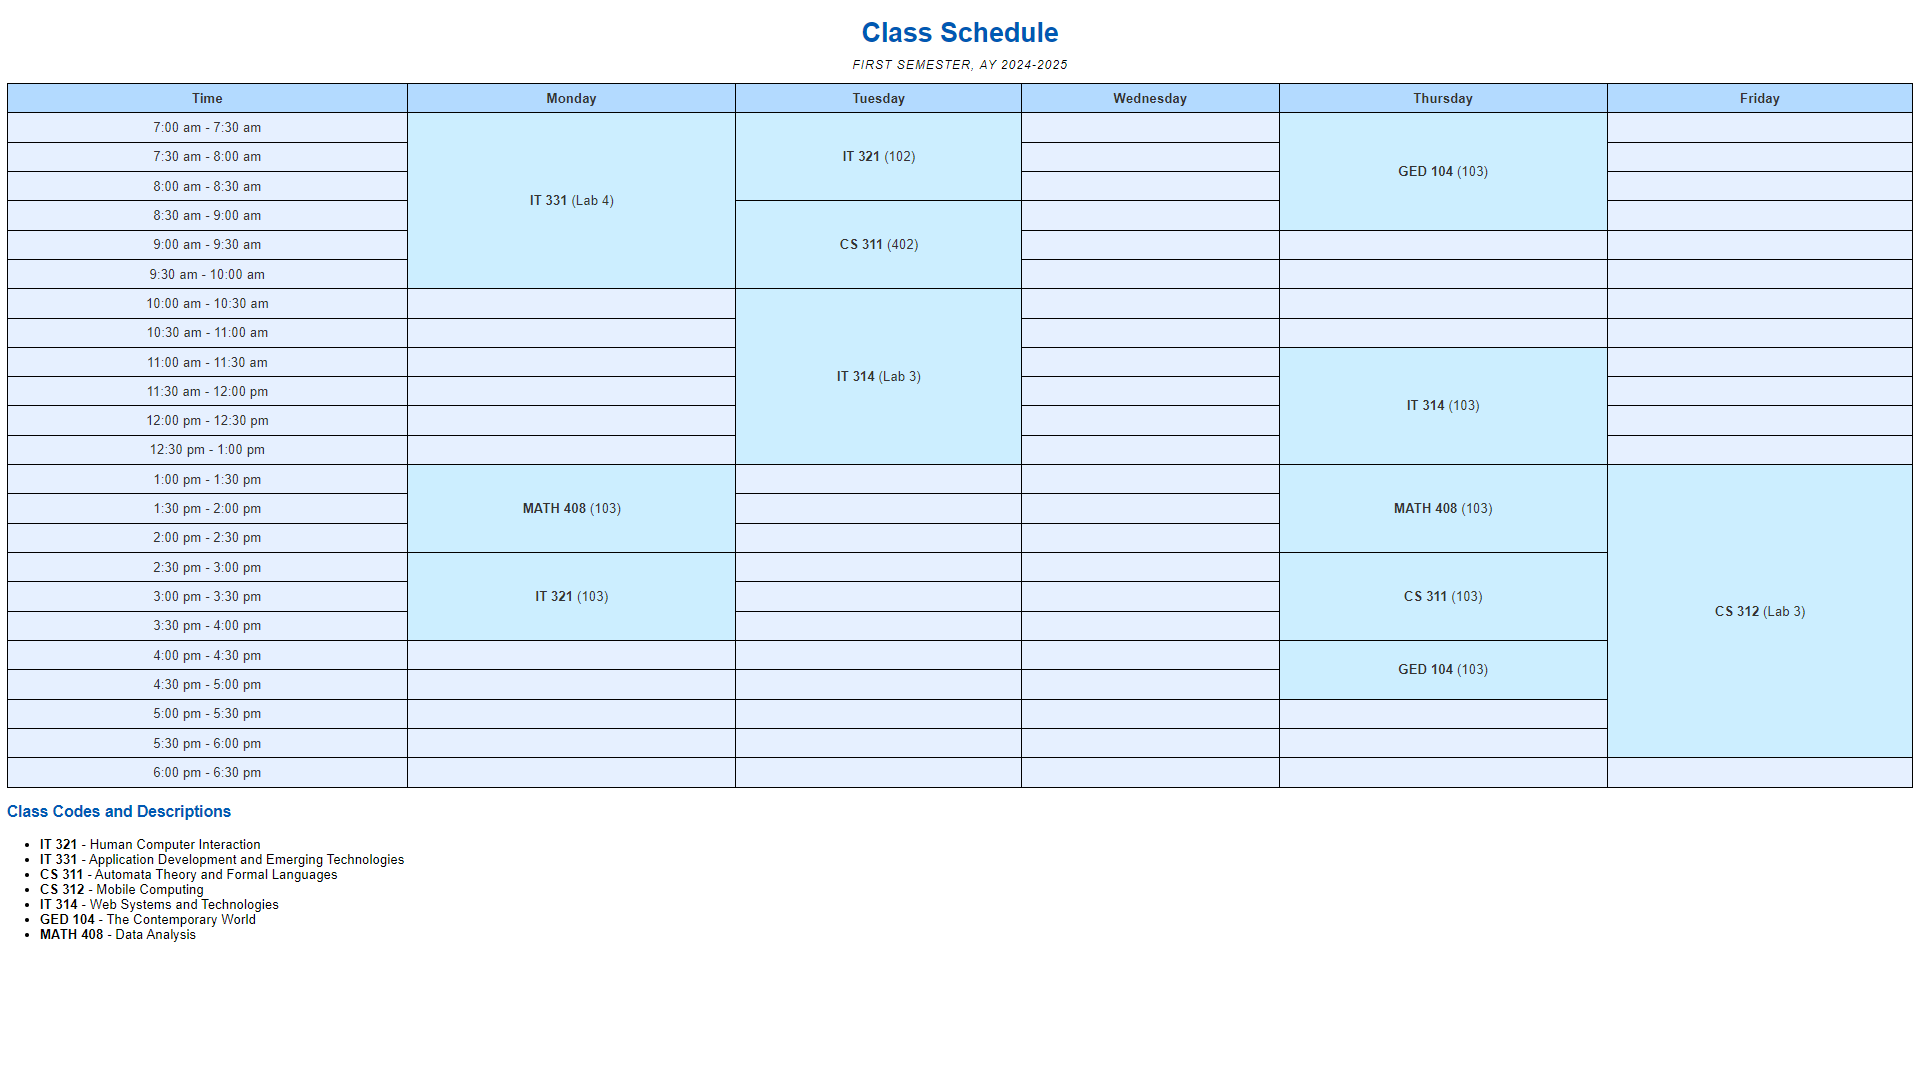 Class Schedule
FIRST SEMESTER, AY 2024-2025
Time Monday Tuesday Wednesday Thursday Friday
7:00 am - 7:30 am
7:30 am - 8:00 am IT 321 (102)
GED 104 (103)
8:00 am - 8:30 am
IT 331 (Lab 4)
8:30 am - 9:00 am
9:00 am - 9:30 am CS 311 (402)
9:30 am - 10:00 am
10:00 am - 10:30 am
10:30 am - 11:00 am
11:00 am - 11:30 am
IT 314 (Lab 3)
11:30 am - 12:00 pm
IT 314 (103)
12:00 pm - 12:30 pm
12:30 pm - 1:00 pm
1:00 pm - 1:30 pm
1:30 pm - 2:00 pm MATH 408 (103) MATH 408 (103)
2:00 pm - 2:30 pm
2:30 pm - 3:00 pm
3:00 pm - 3:30 pm IT 321 (103) CS 311 (103)
CS 312 (Lab 3)
3:30 pm - 4:00 pm
4:00 pm - 4:30 pm
GED 104 (103)
4:30 pm - 5:00 pm
5:00 pm - 5:30 pm
5:30 pm - 6:00 pm
6:00 pm - 6:30 pm
Class Codes and Descriptions
• IT 321 - Human Computer Interaction
• IT 331 - Application Development and Emerging Technologies
• CS 311 - Automata Theory and Formal Languages
• CS 312 - Mobile Computing
• IT 314 - Web Systems and Technologies
• GED 104 - The Contemporary World
• MATH 408 - Data Analysis